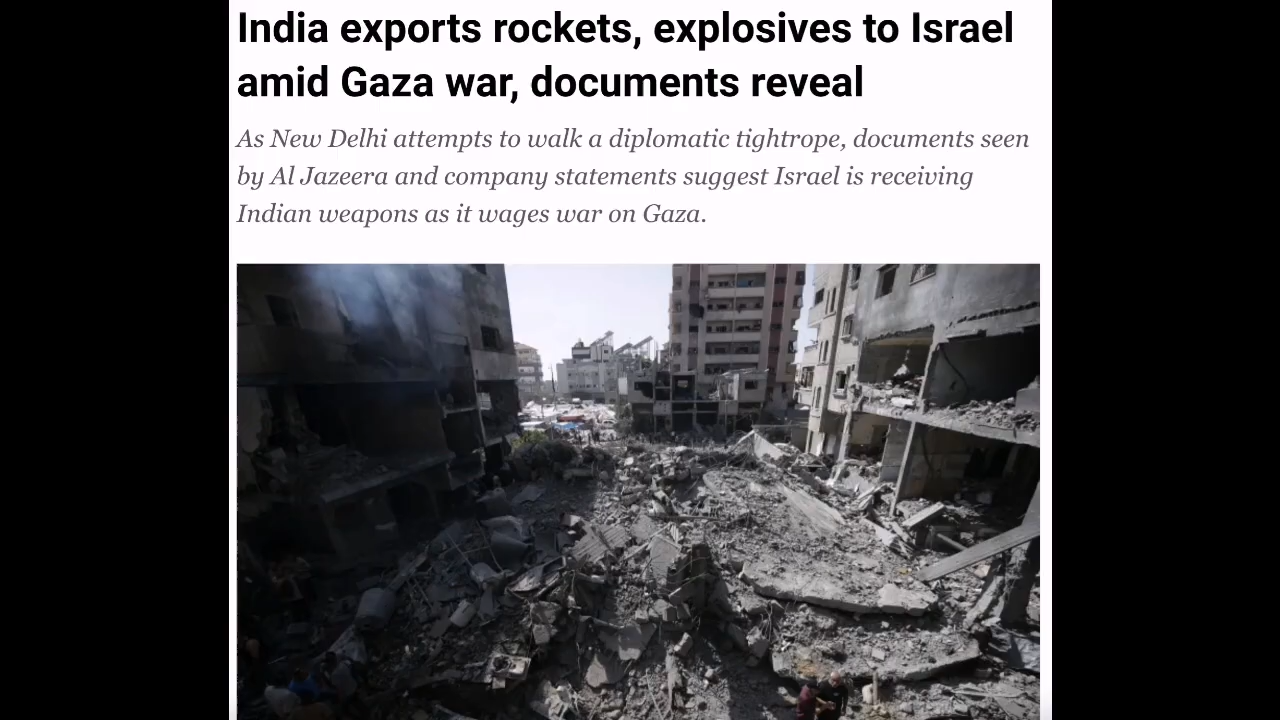 India exports rockets, explosives to Israel
amid Gaza war, documents reveal
As New Delhi attempts to walk a diplomatic tightrope, documents seen
by Al Jazeera and company statements suggest Israel is receiving
Indian weapons as it wages war on Gaza.